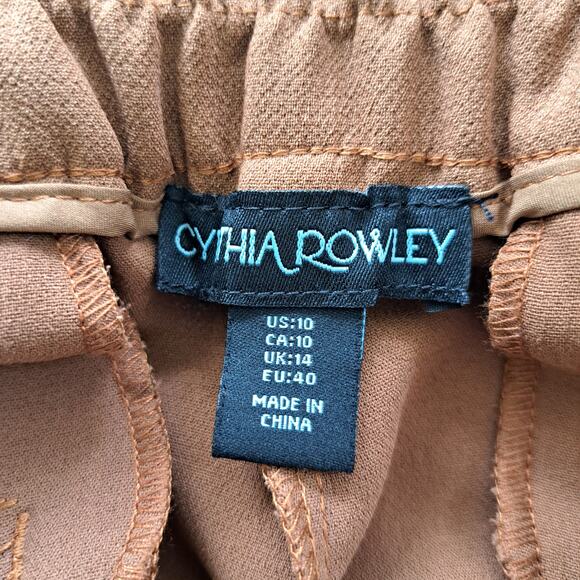 CYTHIA ROWLEY
US:10
CA:10
UK:14
EU:40
MADE IN
CHINA